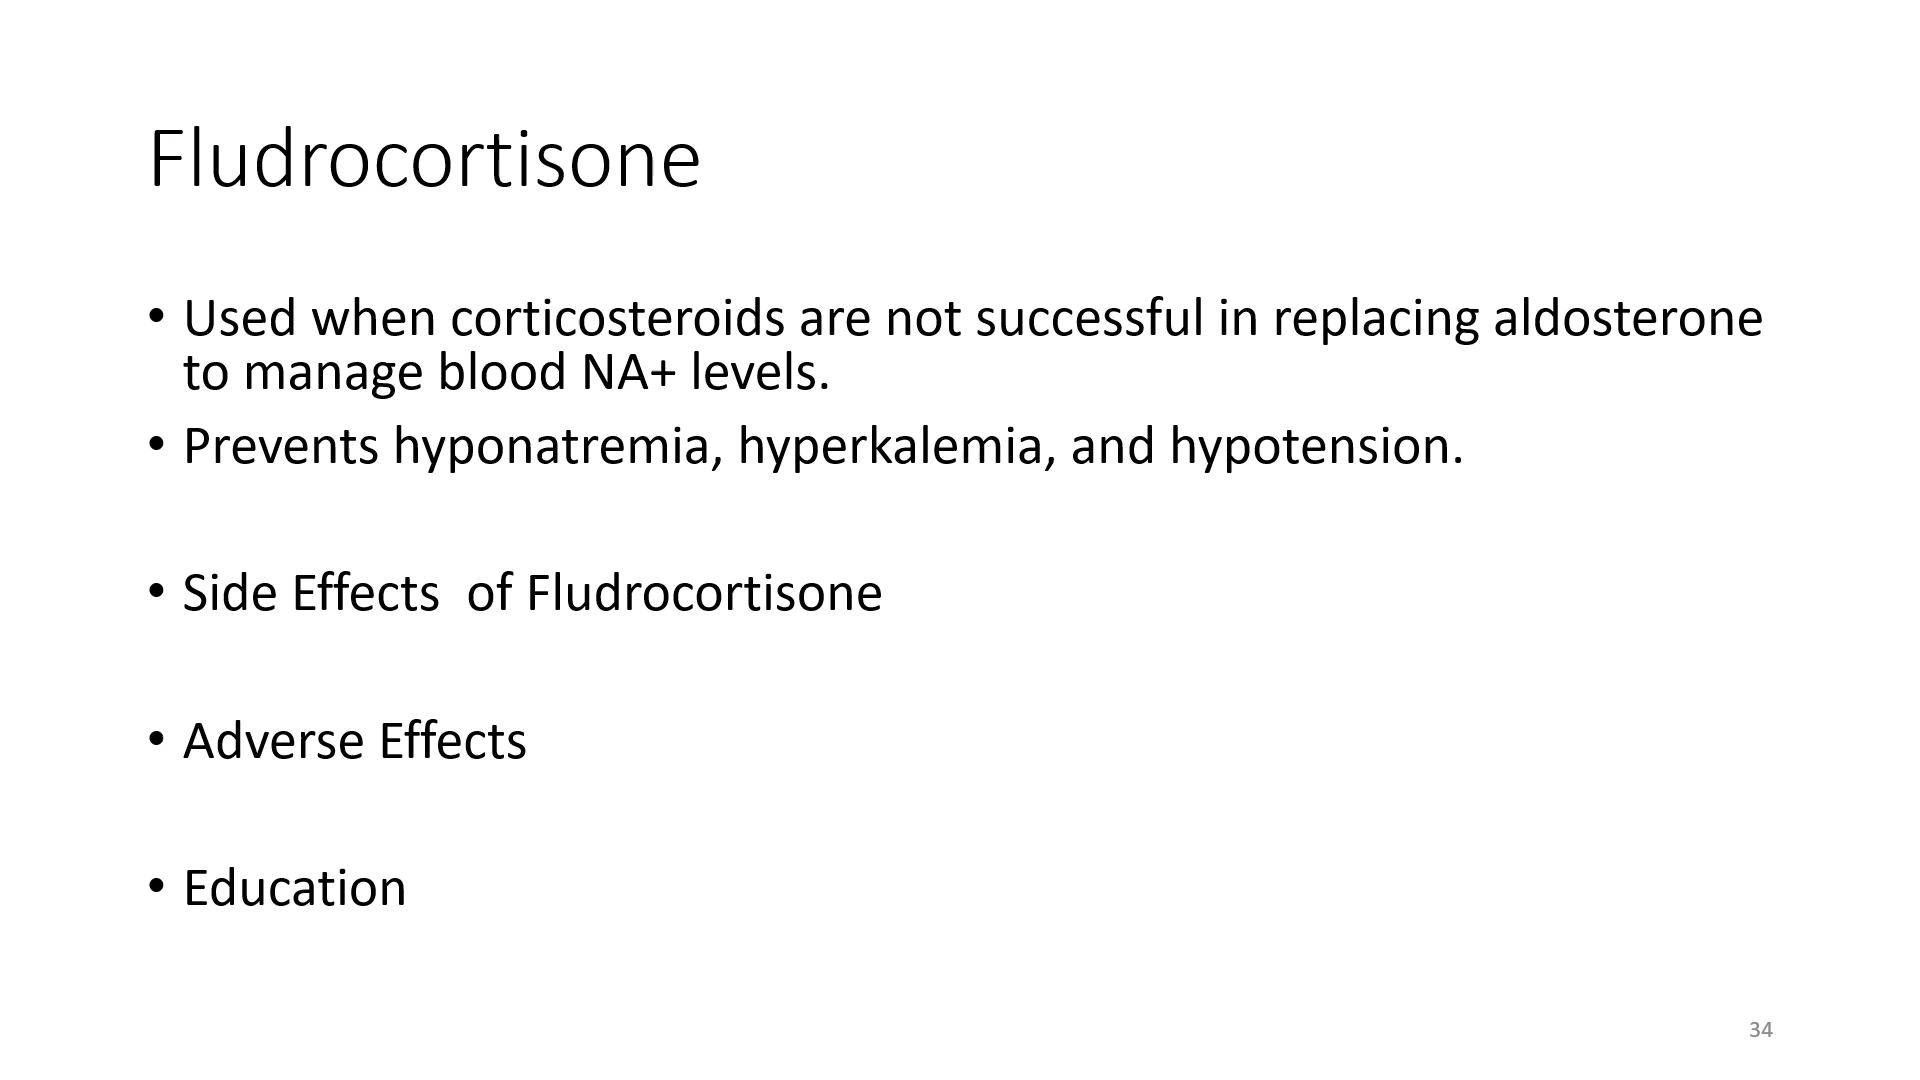 Fludrocortisone
• Used when corticosteroids are not successful in replacing aldosterone
to manage blood NA+ levels.
• Prevents hyponatremia, hyperkalemia, and hypotension.
• Side Effects  of Fludrocortisone
• Adverse Effects
• Education
34